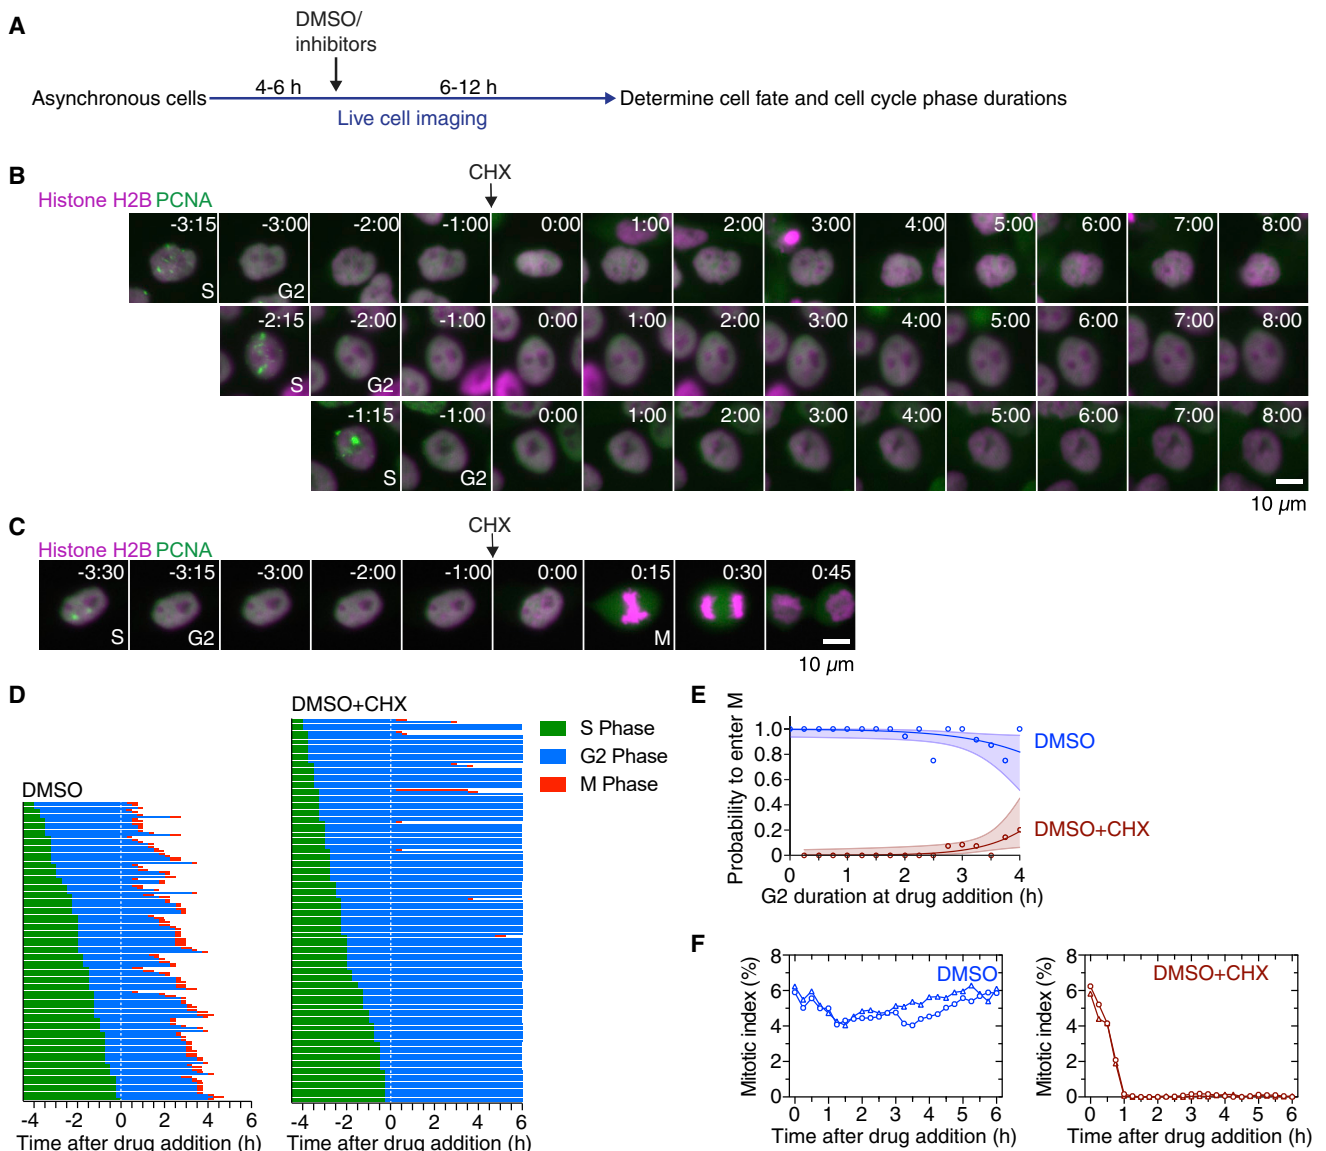 A
DMSO/
inhibitors
4-6 h
6-12 h
Asynchronous cells
Determine cell fate and cell cycle phase durations
Live cell imaging
B
CHX
Histone H2B PCNA
-3:15 -3:00 -2:00 -1:00 0:00 1:00 2:00 3:00 4:00 5:00 6:00 7:00 8:00
S G2
-2:15 -2:00 -1:00 0:00 1:00 2:00 3:00 4:00 5:00 6:00 7:00 8:00
S G2
-1:15 -1:00 0:00 1:00 2:00 3:00 4:00 5:00 6:00 7:00 8:00
S G2
10 µm
C
CHX
Histone H2B PCNA
-3:30 -3:15 -3:00 -2:00 -1:00 0:00 0:15 0:30 0:45
S G2 M
10 µm
D
DMSO
-4 -2 0 2 4 6
Time after drug addition (h)
DMSO+CHX
-4 -2 0 2 4 6
Time after drug addition (h)
S Phase
G2 Phase
M Phase
E
Probability to enter M
1.0
0.8
0.6
0.4
0.2
0
0 1 2 3 4
G2 duration at drug addition (h)
DMSO
DMSO+CHX
F
Mitotic index (%)
8
6
4
2
0
DMSO
0 1 2 3 4 5 6
Time after drug addition (h)
Mitotic index (%)
8
6
4
2
0
DMSO+CHX
0 1 2 3 4 5 6
Time after drug addition (h)